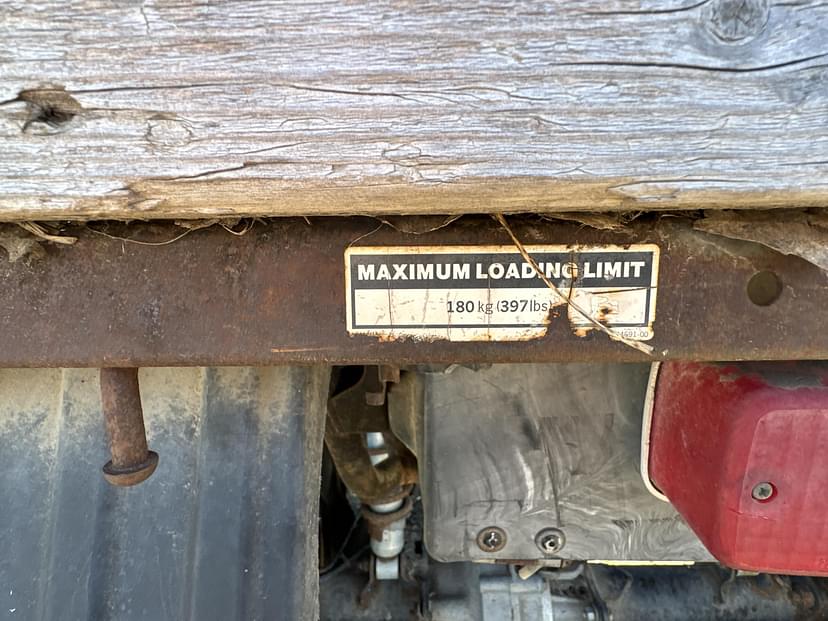 MAXIMUM LOADING LIMIT
180 kg (397 lbs)